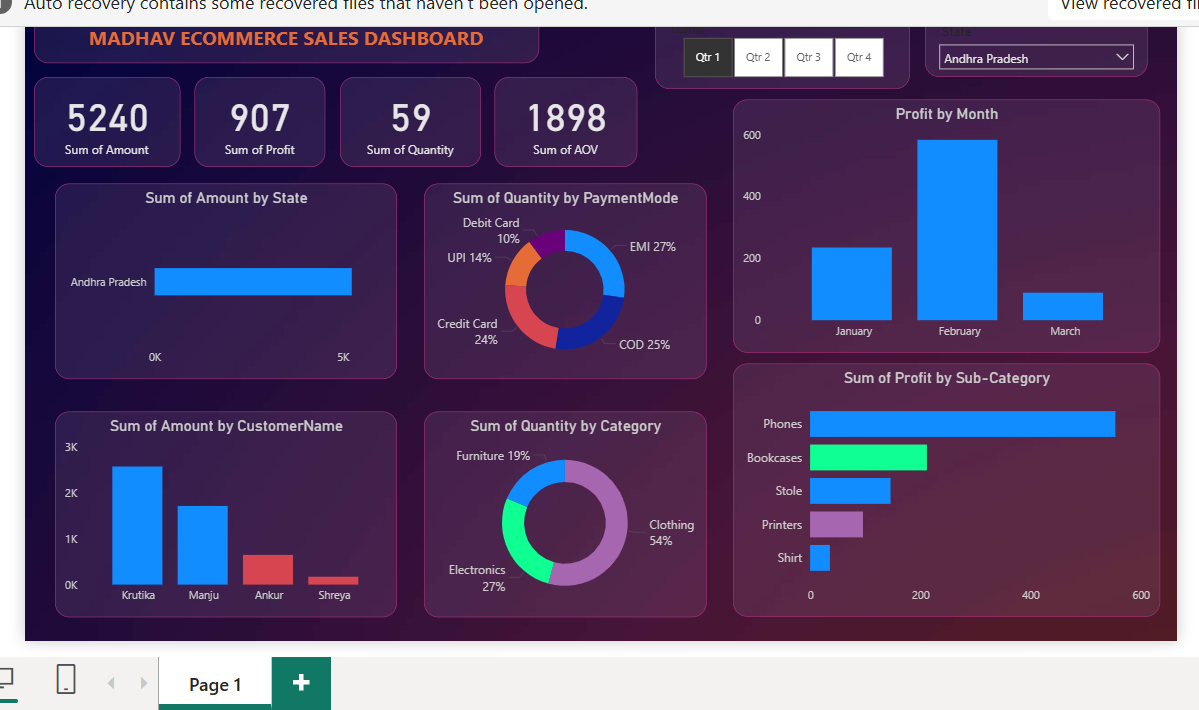 Auto recovery contains some recovered files that haven't been opened.
View recovered fil
MADHAV ECOMMERCE SALES DASHBOARD
Qtr 1
Qtr 2
Qtr 3
Qtr 4
State
Andhra Pradesh
5240
Sum of Amount
907
Sum of Profit
59
Sum of Quantity
1898
Sum of AOV
Sum of Amount by State
Andhra Pradesh
0K
5K
Sum of Quantity by PaymentMode
Debit Card
10%
EMI 27%
UPI 14%
Credit Card
24%
COD 25%
Profit by Month
600
400
200
0
January
February
March
Sum of Amount by CustomerName
3K
2K
1K
0K
Krutika
Manju
Ankur
Shreya
Sum of Quantity by Category
Furniture 19%
Clothing
54%
Electronics
27%
Sum of Profit by Sub-Category
Phones
Bookcases
Stole
Printers
Shirt
0
200
400
600
Page 1